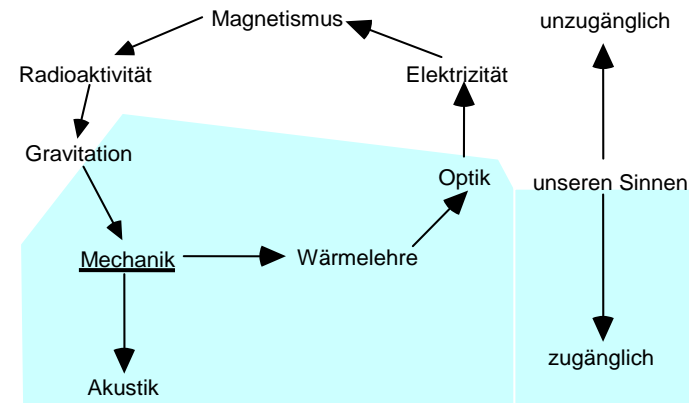 Magnetismus
unzugänglich
Radioaktivität
Elektrizität
Gravitation
Optik
unseren Sinnen
Mechanik
Wärmelehre
zugänglich
Akustik